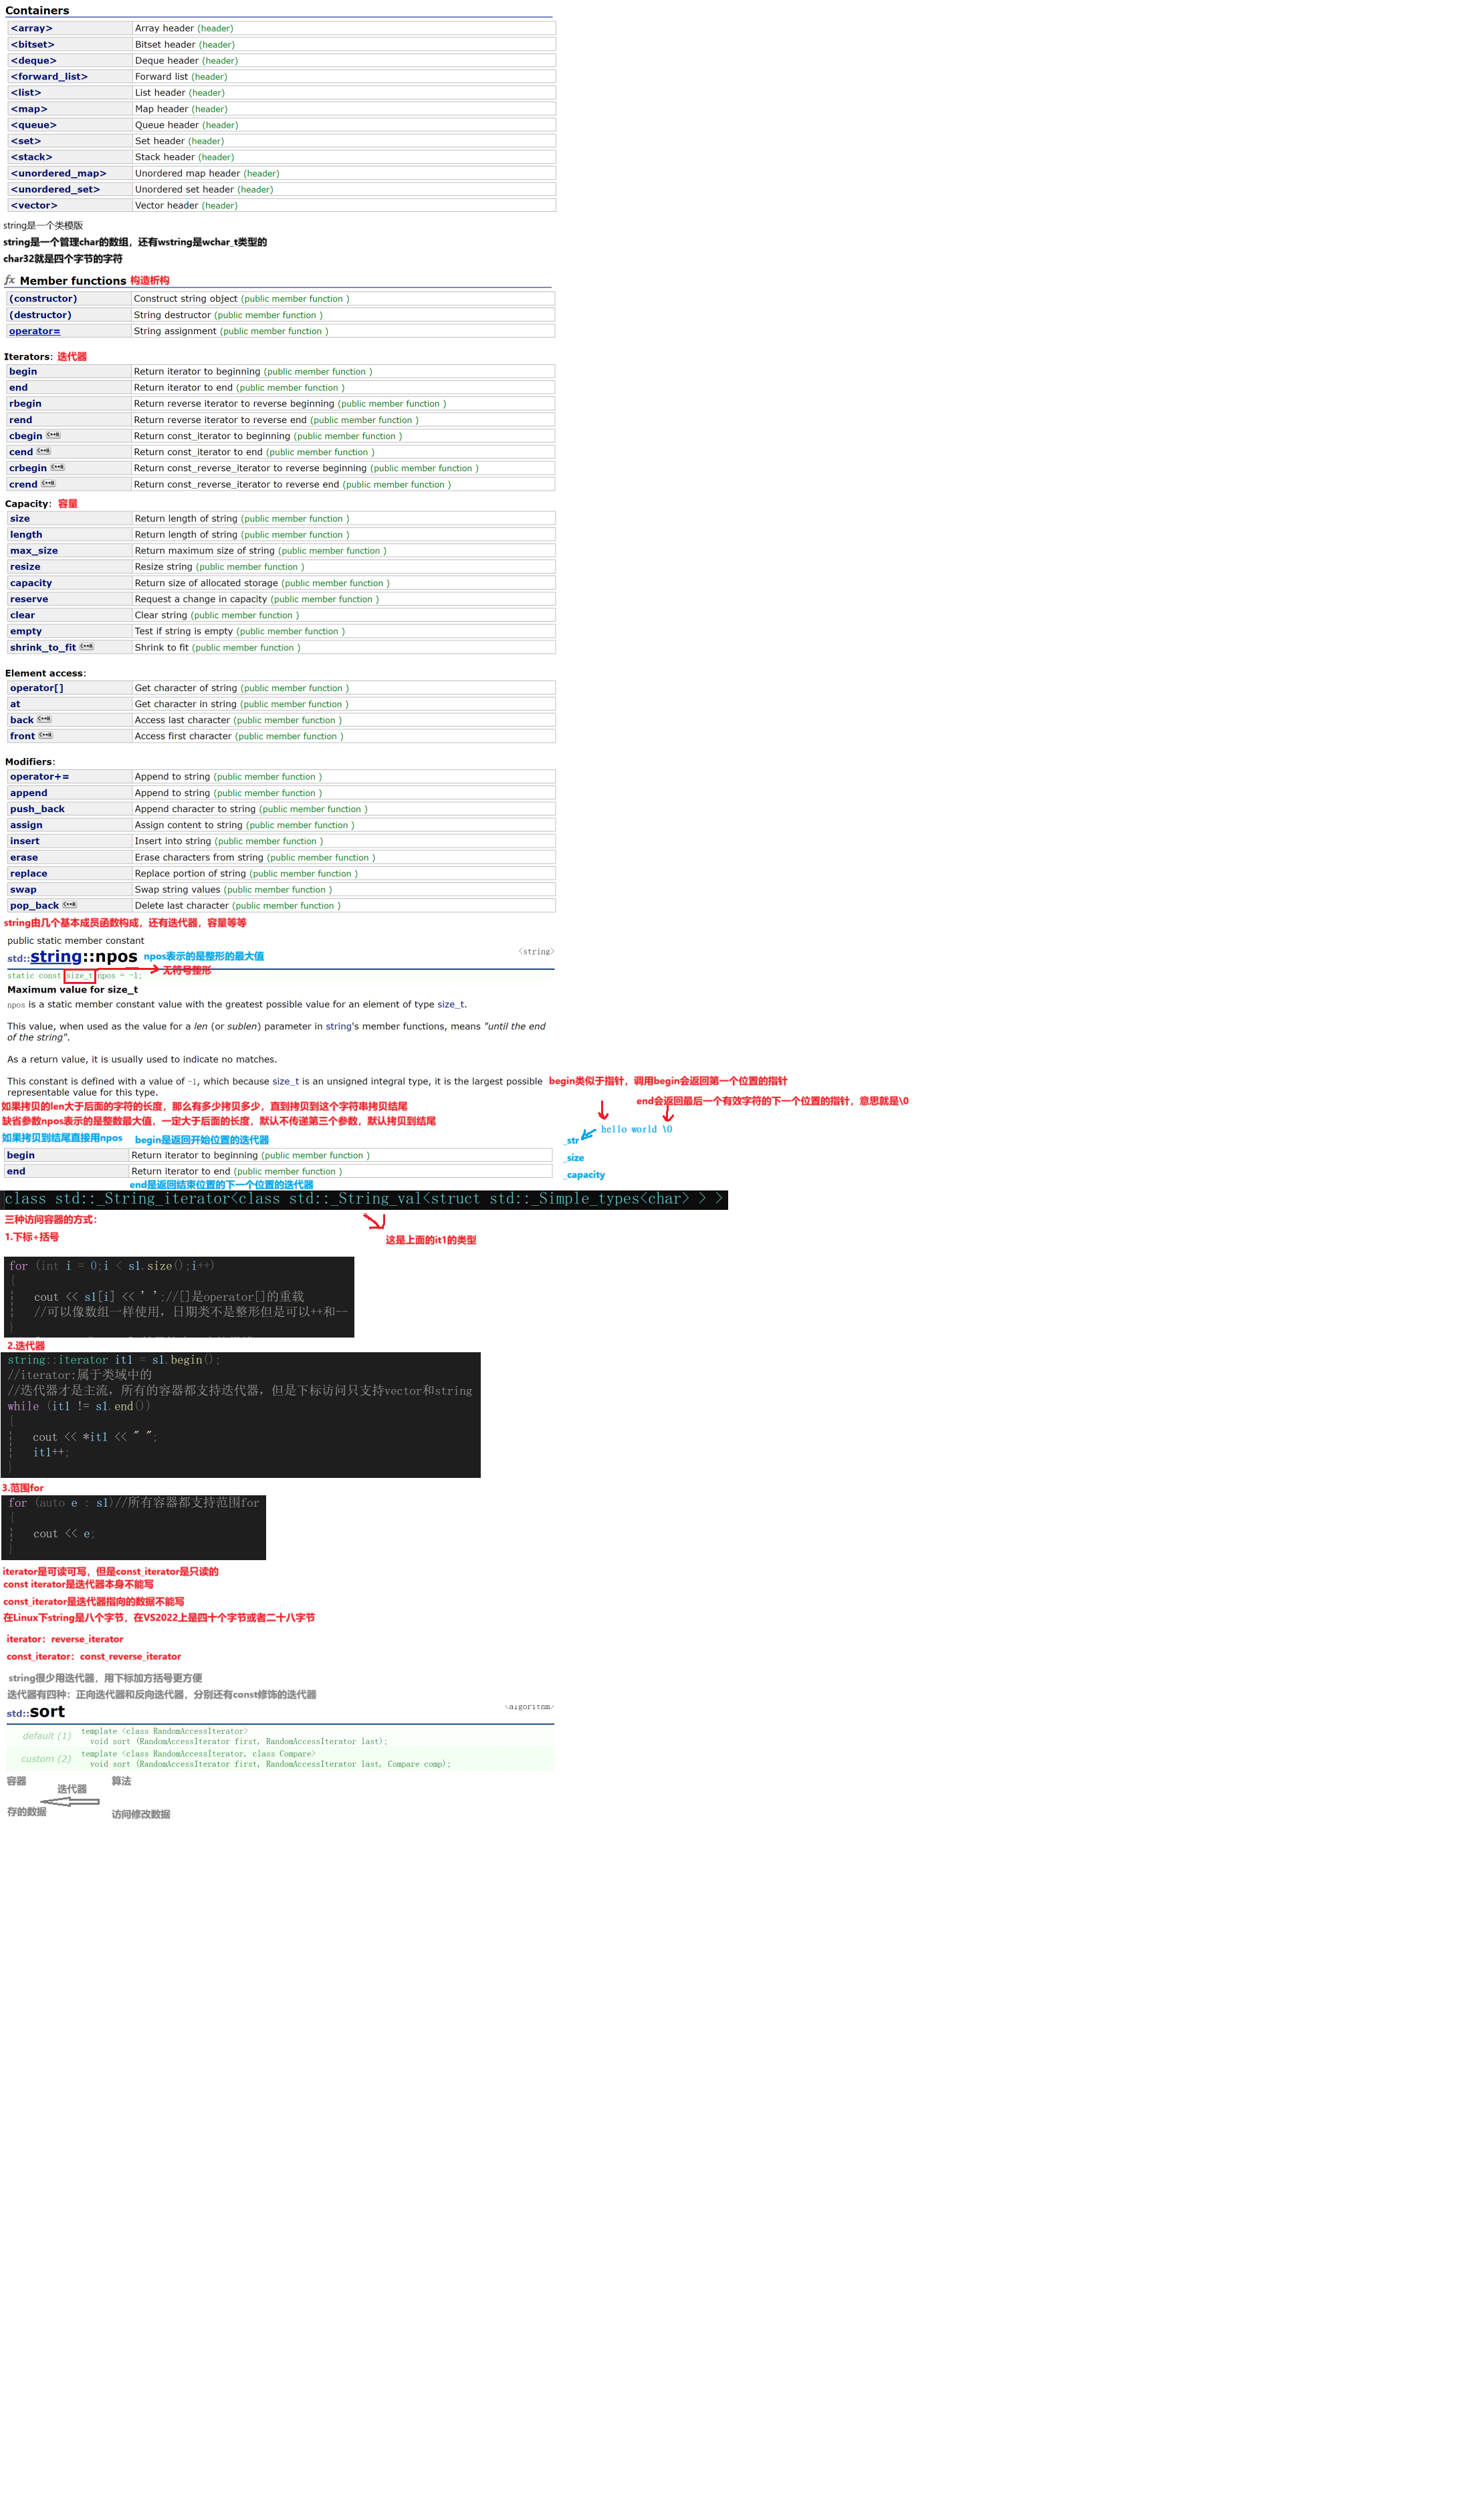 Containers
<array> Array header (header)
<bitset> Bitset header (header)
<deque> Deque header (header)
<forward_list> Forward list (header)
<list> List header (header)
<map> Map header (header)
<queue> Queue header (header)
<set> Set header (header)
<stack> Stack header (header)
<unordered_map> Unordered map header (header)
<unordered_set> Unordered set header (header)
<vector> Vector header (header)
string是一个类模版
string是一个管理char的数组，还有wstring是wchar_t类型的
char32就是四个字节的字符
fx Member functions 构造析构
(constructor) Construct string object (public member function )
(destructor) String destructor (public member function )
operator= String assignment (public member function )
Iterators: 迭代器
begin Return iterator to beginning (public member function )
end Return iterator to end (public member function )
rbegin Return reverse iterator to reverse beginning (public member function )
rend Return reverse iterator to reverse end (public member function )
cbegin C++11 Return const_iterator to beginning (public member function )
cend C++11 Return const_iterator to end (public member function )
crbegin C++11 Return const_reverse_iterator to reverse beginning (public member function )
crend C++11 Return const_reverse_iterator to reverse end (public member function )
Capacity: 容量
size Return length of string (public member function )
length Return length of string (public member function )
max_size Return maximum size of string (public member function )
resize Resize string (public member function )
capacity Return size of allocated storage (public member function )
reserve Request a change in capacity (public member function )
clear Clear string (public member function )
empty Test if string is empty (public member function )
shrink_to_fit C++11 Shrink to fit (public member function )
Element access:
operator[] Get character of string (public member function )
at Get character in string (public member function )
back C++11 Access last character (public member function )
front C++11 Access first character (public member function )
Modifiers:
operator+= Append to string (public member function )
append Append to string (public member function )
push_back Append character to string (public member function )
assign Assign content to string (public member function )
insert Insert into string (public member function )
erase Erase characters from string (public member function )
replace Replace portion of string (public member function )
swap Swap string values (public member function )
pop_back C++11 Delete last character (public member function )
string由几个基本成员函数构成，还有迭代器，容量等等
public static member constant
std::string::npos npos表示的是整形的最大值 <string>
static const size_t npos = -1; 无符号整形
Maximum value for size_t
npos is a static member constant value with the greatest possible value for an element of type size_t.
This value, when used as the value for a len (or sublen) parameter in string's member functions, means "until the end
of the string".
As a return value, it is usually used to indicate no matches.
This constant is defined with a value of -1, which because size_t is an unsigned integral type, it is the largest possible
representable value for this type.
begin类似于指针，调用begin会返回第一个位置的指针
end会返回最后一个有效字符的下一个位置的指针，意思就是\0
如果拷贝的len大于后面的字符的长度，那么有多少拷贝多少，直到拷贝到这个字符串拷贝结尾
缺省参数npos表示的是整数最大值，一定大于后面的长度，默认不传递第三个参数，默认拷贝到结尾
hello world \0
如果拷贝到结尾直接用npos begin是返回开始位置的迭代器
_str
_size
_capacity
begin Return iterator to beginning (public member function )
end Return iterator to end (public member function )
end是返回结束位置的下一个位置的迭代器
class std::_String_iterator<class std::_String_val<struct std::_Simple_types<char> > >
三种访问容器的方式：
1.下标+括号
这是上面的it1的类型
for (int i = 0;i < s1.size();i++)
{
cout << s1[i] << ' ';//[]是operator[]的重载
//可以像数组一样使用，日期类不是整形但是可以++和--
2.迭代器
string::iterator it1 = s1.begin();
//iterator:属于类域中的
//迭代器才是主流，所有的容器都支持迭代器，但是下标访问只支持vector和string
while (it1 != s1.end())
{
cout << *it1 << " ";
it1++;
}
3.范围for
for (auto e : s1)//所有容器都支持范围for
{
cout << e;
}
iterator是可读可写，但是const_iterator是只读的
const iterator是迭代器本身不能写
const_iterator是迭代器指向的数据不能写
在Linux下string是八个字节，在VS2022上是四十个字节或者二十八字节
iterator：reverse_iterator
const_iterator：const_reverse_iterator
string很少用迭代器，用下标加方括号更方便
迭代器有四种：正向迭代器和反向迭代器，分别还有const修饰的迭代器
std::sort <algorithm>
default (1) template <class RandomAccessIterator>
void sort (RandomAccessIterator first, RandomAccessIterator last);
custom (2) template <class RandomAccessIterator, class Compare>
void sort (RandomAccessIterator first, RandomAccessIterator last, Compare comp);
容器 算法
迭代器
存的数据 访问修改数据